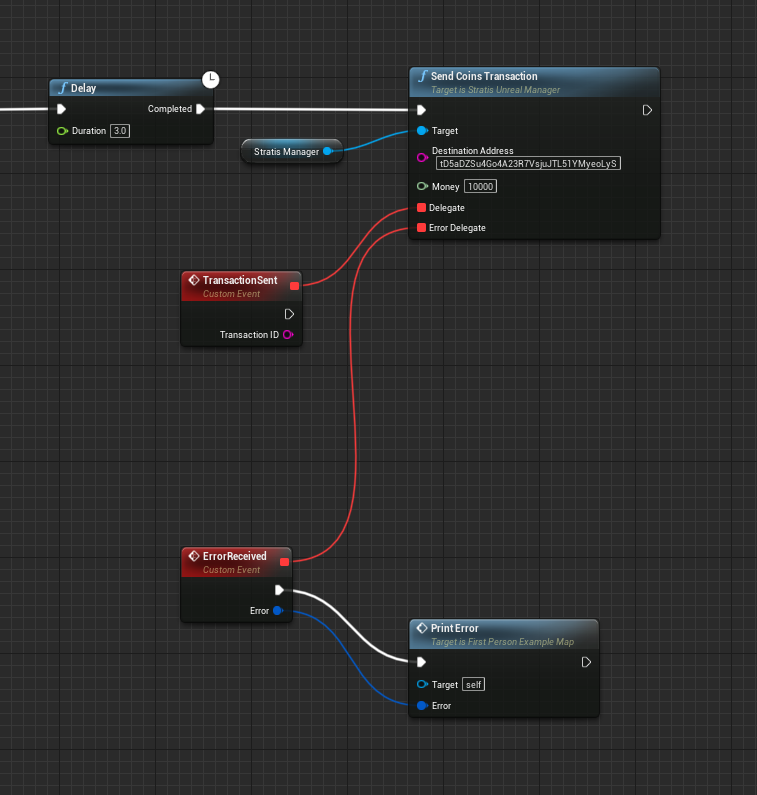 Delay
Completed
Duration 3.0
Send Coins Transaction
Target is Stratis Unreal Manager
Stratis Manager
Target
Destination Address
tD5aDZSu4Go4A23R7VsjuJTL51YMyeoLyS
Money 10000
Delegate
Error Delegate
TransactionSent
Custom Event
Transaction ID
ErrorReceived
Custom Event
Error
Print Error
Target is First Person Example Map
Target self
Error